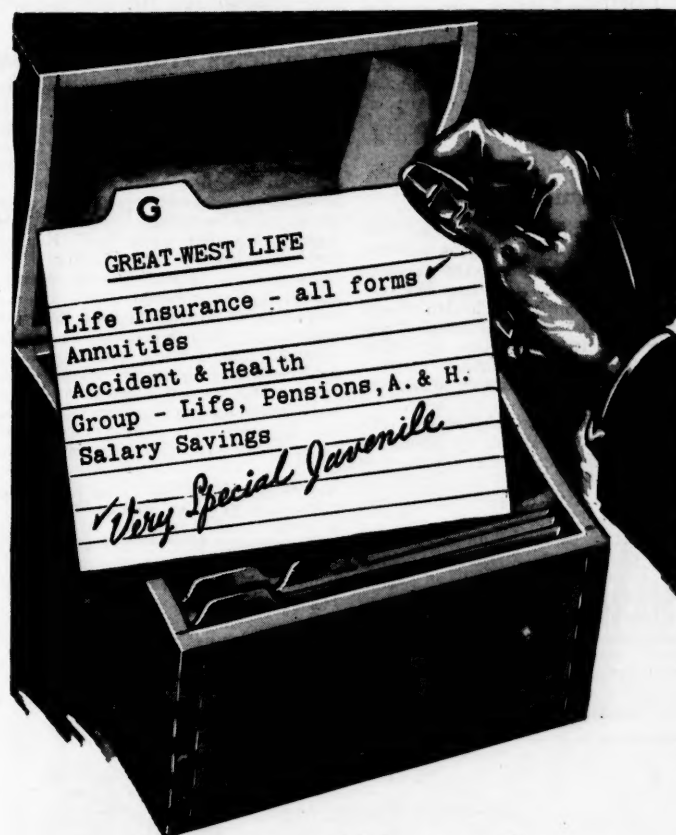 G
GREAT-WEST LIFE
Life Insurance - all forms ✓
Annuities
Accident & Health
Group - Life, Pensions, A. & H.
Salary Savings
✓ Very Special Juvenile